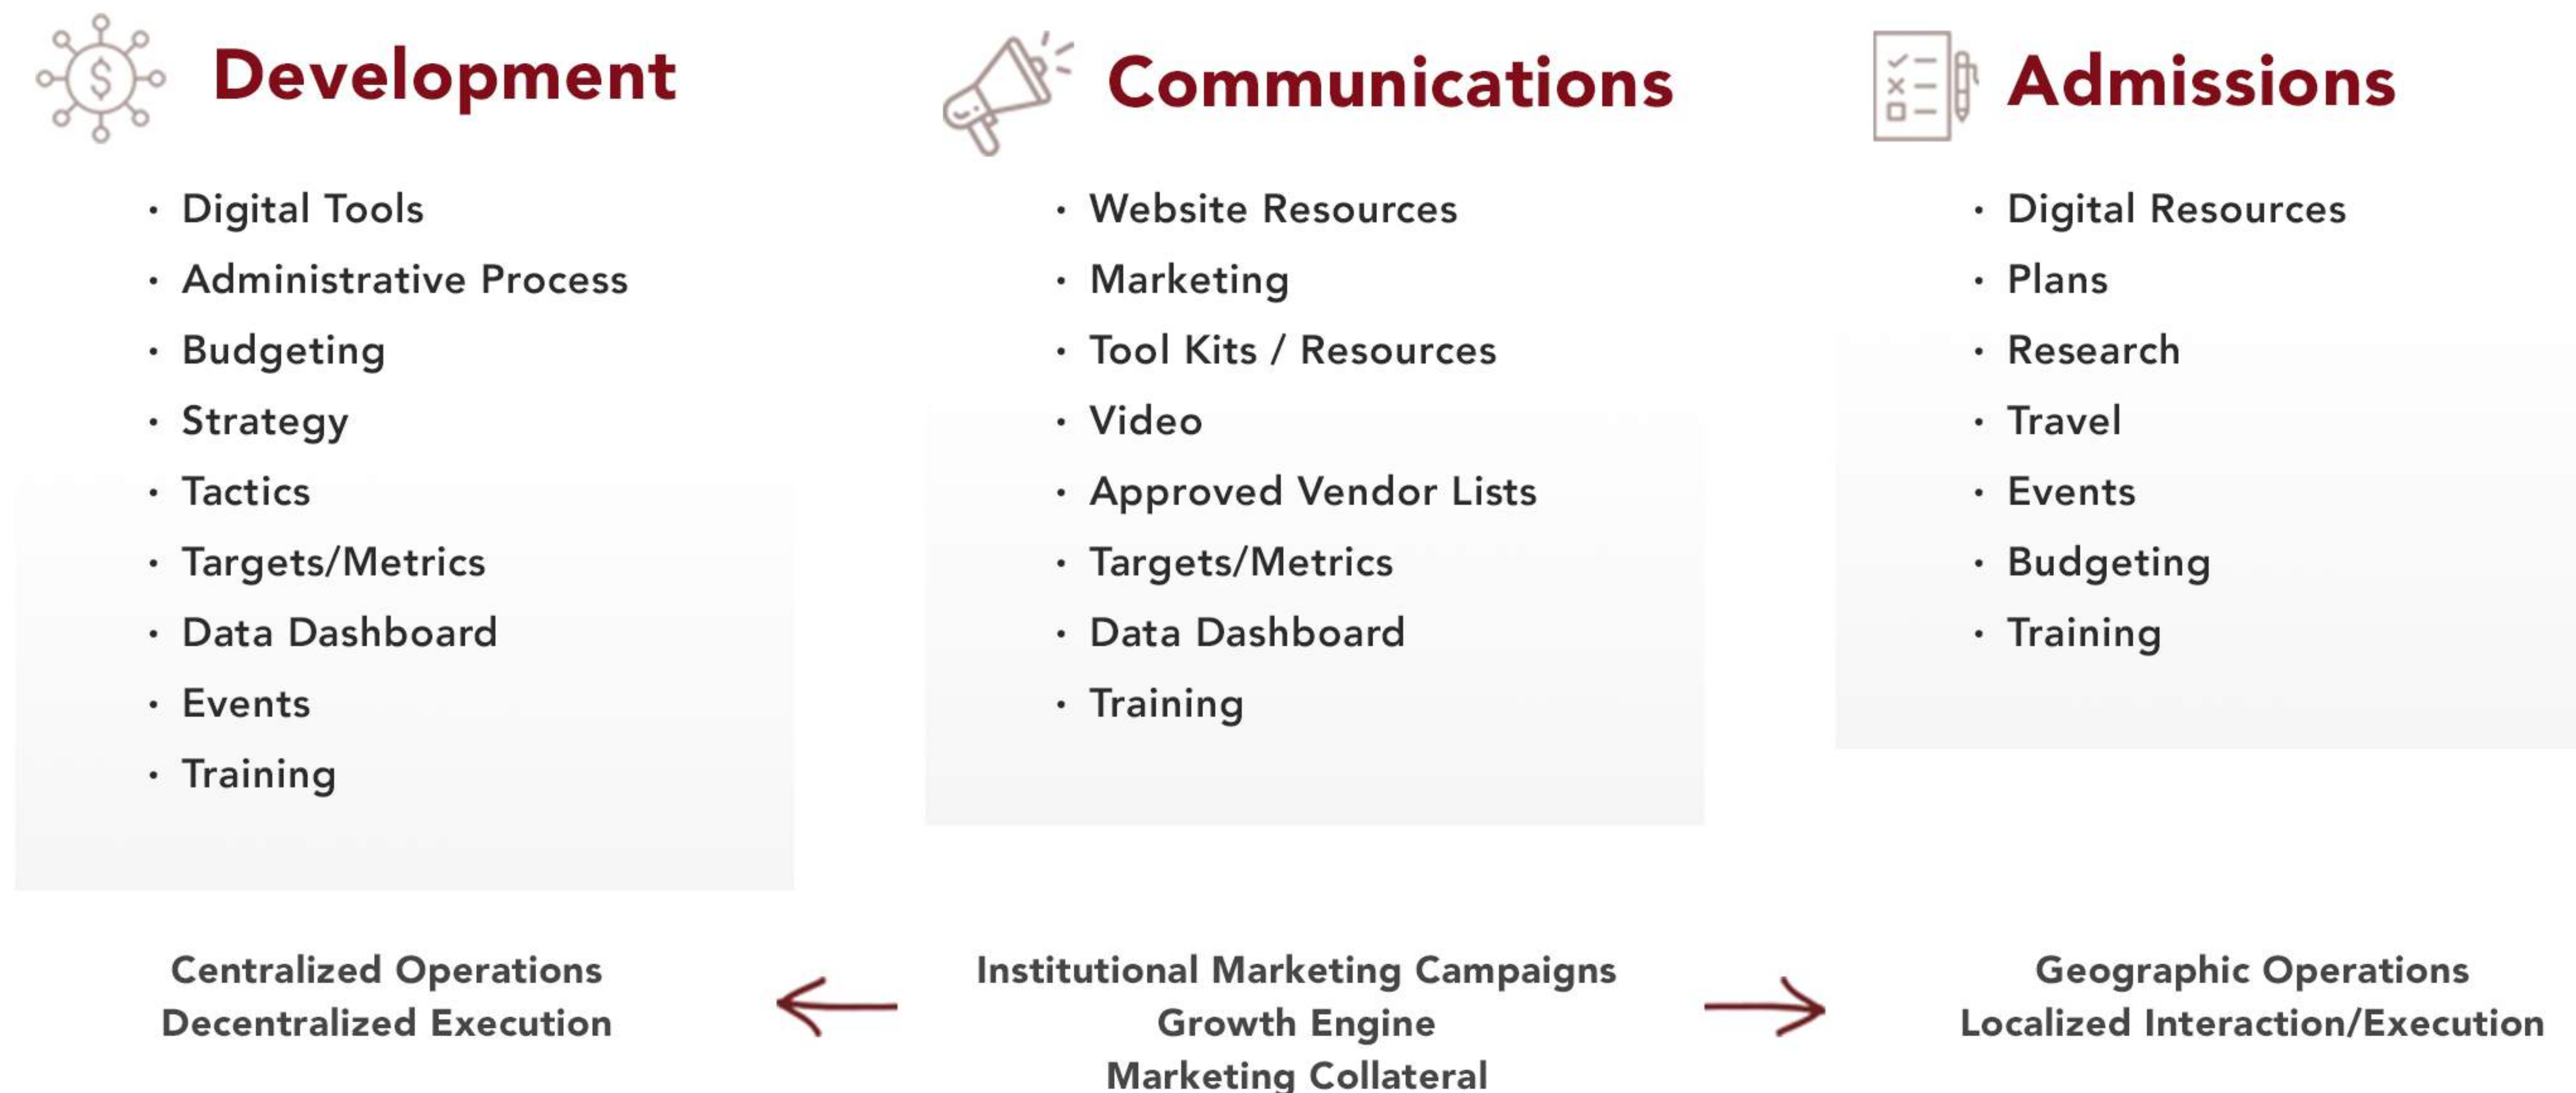 Development
• Digital Tools
• Administrative Process
• Budgeting
• Strategy
• Tactics
• Targets/Metrics
• Data Dashboard
• Events
• Training
Centralized Operations
Decentralized Execution
Communications
• Website Resources
• Marketing
• Tool Kits / Resources
• Video
• Approved Vendor Lists
• Targets/Metrics
• Data Dashboard
• Training
Institutional Marketing Campaigns
Growth Engine
Marketing Collateral
Admissions
• Digital Resources
• Plans
• Research
• Travel
• Events
• Budgeting
• Training
Geographic Operations
Localized Interaction/Execution